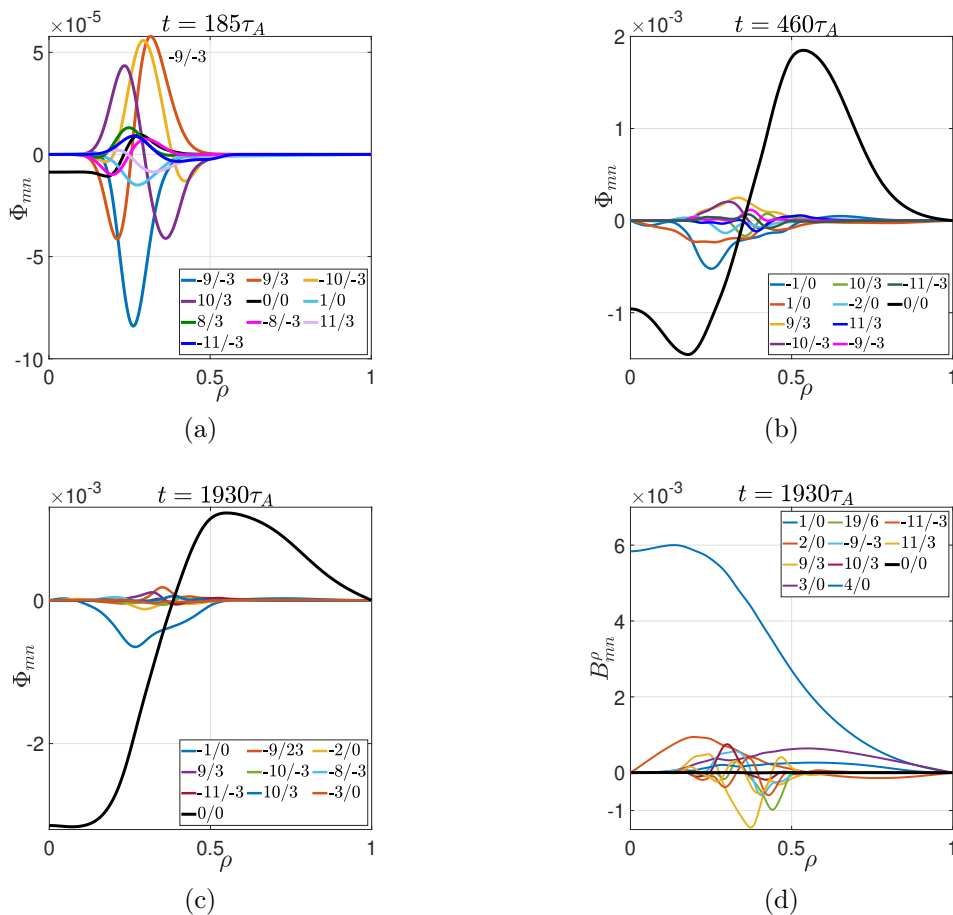 ×10⁻⁵
t = 185τ_A
-9/-3
5
0
-5
-10
Φ_mn
-9/-3 9/3 -10/-3
10/3 0/0 1/0
8/3 -8/-3 11/3
-11/-3
0 0.5 1
ρ
(a)
×10⁻³
t = 460τ_A
2
1
0
-1
Φ_mn
-1/0 10/3 -11/-3
1/0 -2/0 0/0
9/3 11/3
-10/-3 -9/-3
0 0.5 1
ρ
(b)
×10⁻³
t = 1930τ_A
0
-2
Φ_mn
-1/0 -9/23 -2/0
9/3 -10/-3 -8/-3
-11/-3 10/3 -3/0
0/0
0 0.5 1
ρ
(c)
×10⁻³
t = 1930τ_A
6
4
2
0
-1
B^ρ_mn
1/0 19/6 -11/-3
2/0 -9/-3 11/3
9/3 10/3 0/0
3/0 4/0
0 0.5 1
ρ
(d)